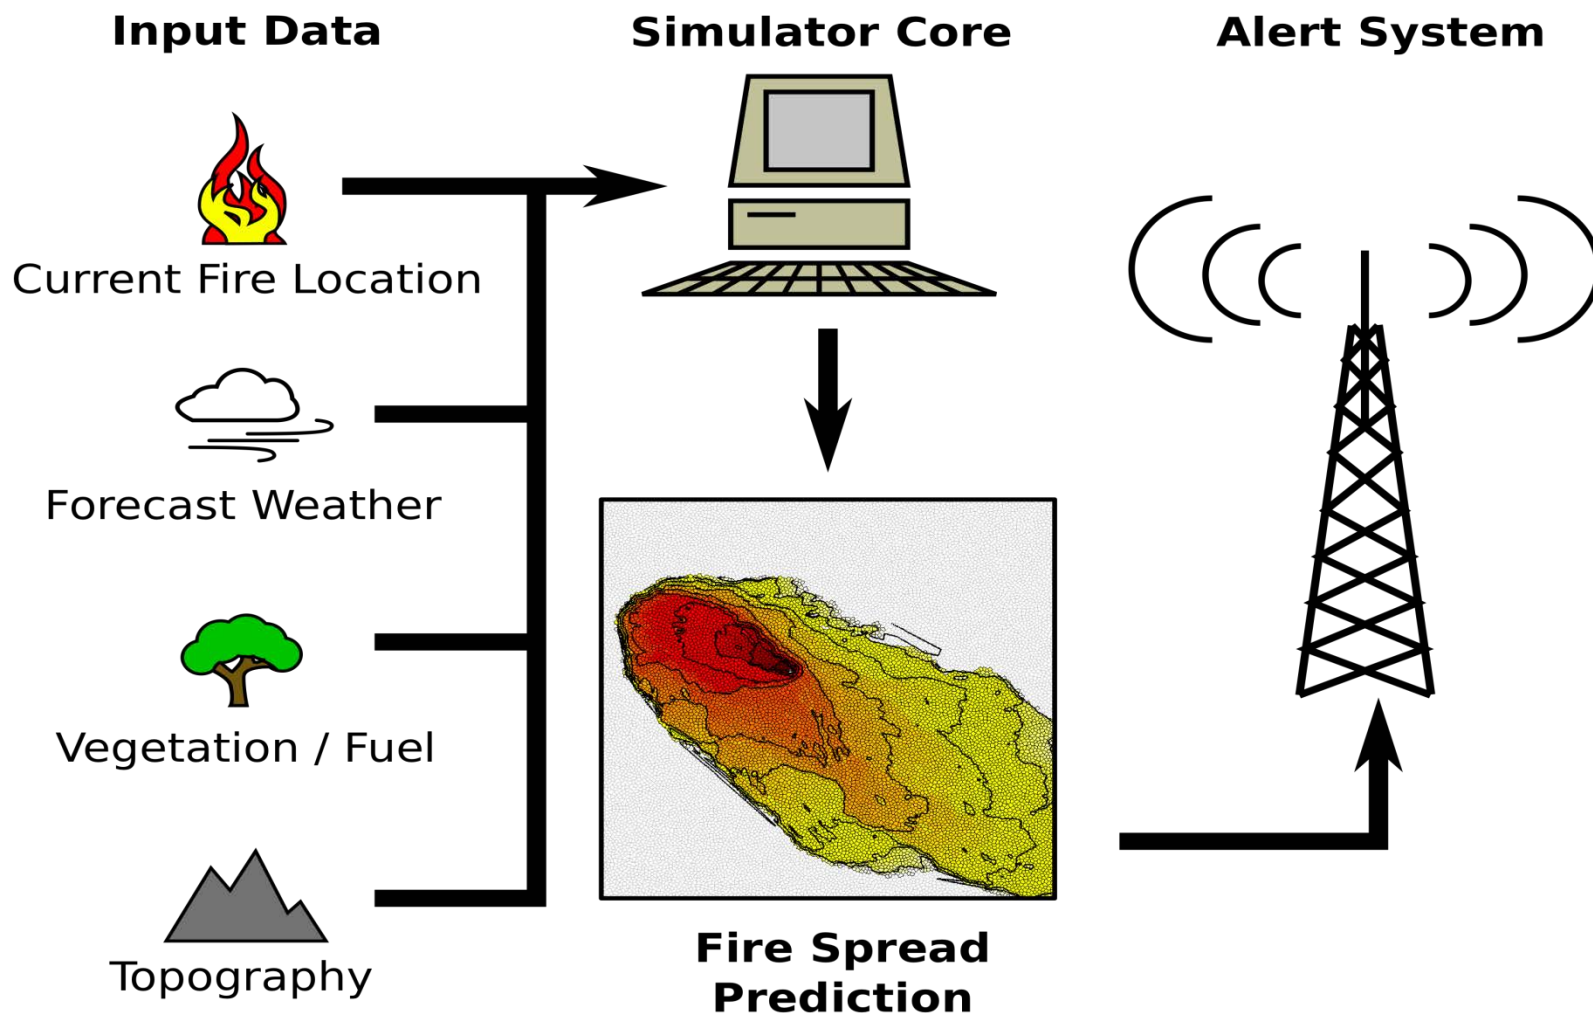 Input Data
Simulator Core
Alert System
Current Fire Location
Forecast Weather
Vegetation / Fuel
Topography
Fire Spread
Prediction